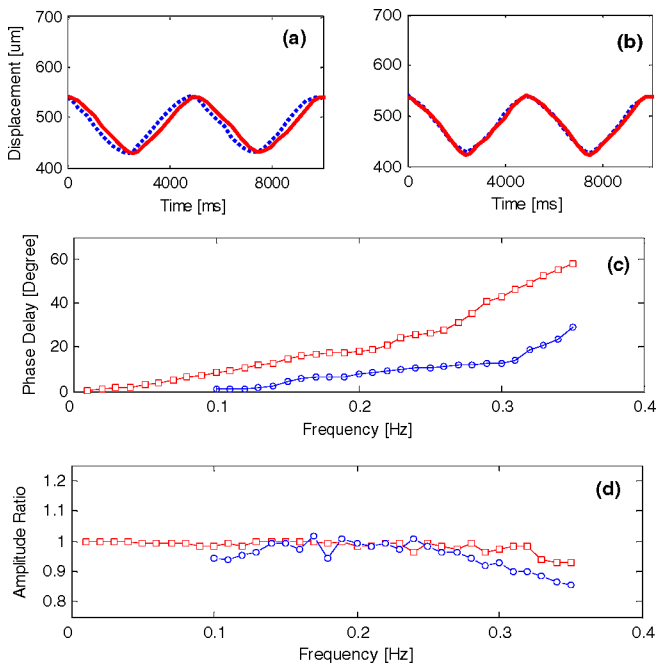 700
600
500
400
Displacement [um]
(a)
0
4000
8000
Time [ms]
700
600
500
400
(b)
0
4000
8000
Time [ms]
60
40
20
0
Phase Delay [Degree]
(c)
0.1
0.2
0.3
0.4
Frequency [Hz]
1.2
1.1
1
0.9
0.8
Amplitude Ratio
(d)
0
0.1
0.2
0.3
0.4
Frequency [Hz]